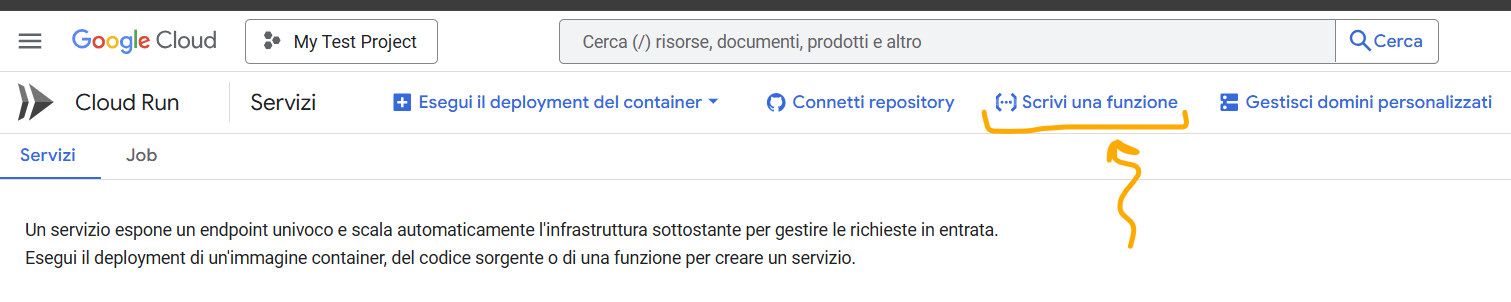 Google Cloud My Test Project Cerca (/) risorse, documenti, prodotti e altro Cerca
Cloud Run Servizi Esegui il deployment del container Connetti repository Scrivi una funzione Gestisci domini personalizzati
Servizi Job
Un servizio espone un endpoint univoco e scala automaticamente l'infrastruttura sottostante per gestire le richieste in entrata.
Esegui il deployment di un'immagine container, del codice sorgente o di una funzione per creare un servizio.